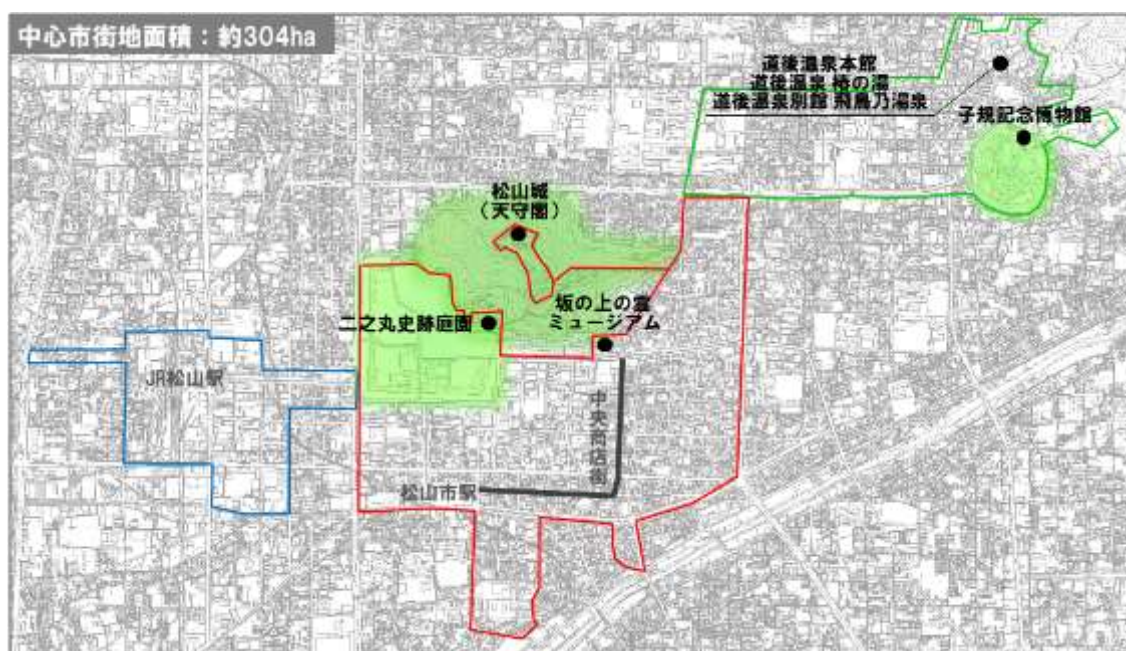 中心市街地面積：約304ha
道後温泉本館
道後温泉 椿の湯
道後温泉別館 飛鳥乃湯泉
子規記念博物館
松山城
（天守閣）
坂の上の雲
ミュージアム
二之丸史跡庭園
JR松山駅
中央商店街
松山市駅